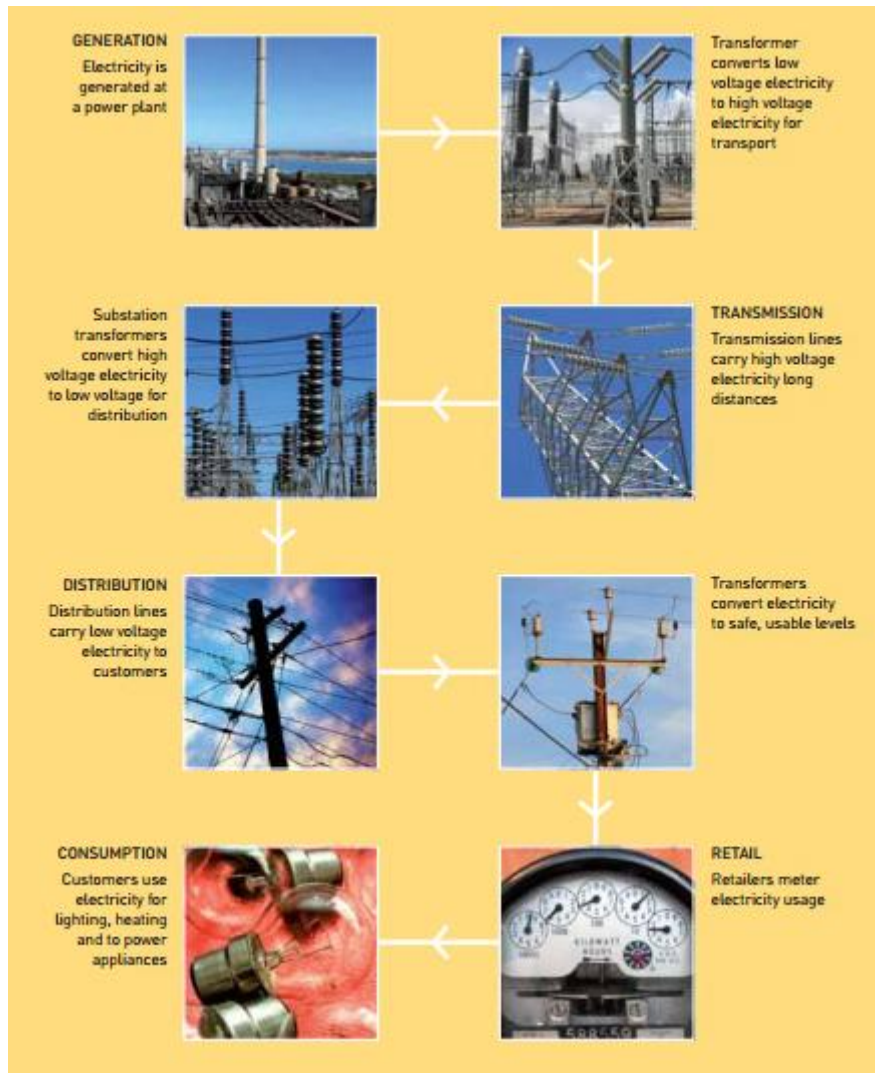 GENERATION
Electricity is
generated at
a power plant
Transformer
converts low
voltage electricity
to high voltage
electricity for
transport
TRANSMISSION
Transmission lines
carry high voltage
electricity long
distances
Substation
transformers
convert high
voltage electricity
to low voltage for
distribution
DISTRIBUTION
Distribution lines
carry low voltage
electricity to
customers
Transformers
convert electricity
to safe, usable levels
RETAIL
Retailers meter
electricity usage
KILOWATT
HOURS
CONSUMPTION
Customers use
electricity for
lighting, heating
and to power
appliances